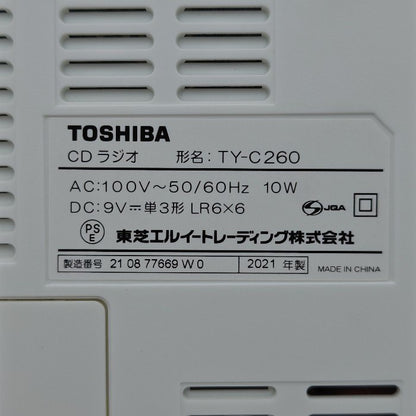 TOSHIBA
CDラジオ 形名: TY-C260
AC:100V～50/60Hz 10W
DC:9V⎓単3形 LR6×6
S JQA
PS E 東芝エルイートレーディング株式会社
製造番号 21 08 77669 W 0 2021 年製 MADE IN CHINA